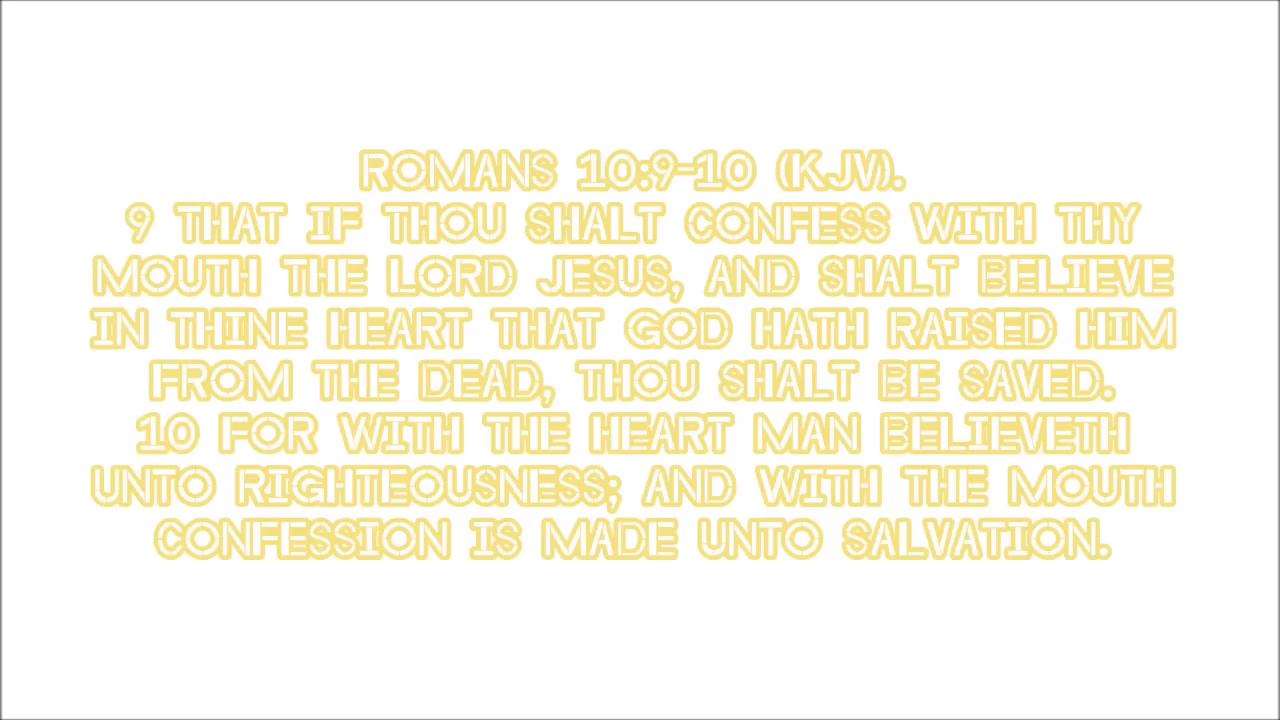 ROMANS 10:9-10 (KJV).
9 THAT IF THOU SHALT CONFESS WITH THY
MOUTH THE LORD JESUS, AND SHALT BELIEVE
IN THINE HEART THAT GOD HATH RAISED HIM
FROM THE DEAD, THOU SHALT BE SAVED.
10 FOR WITH THE HEART MAN BELIEVETH
UNTO RIGHTEOUSNESS; AND WITH THE MOUTH
CONFESSION IS MADE UNTO SALVATION.